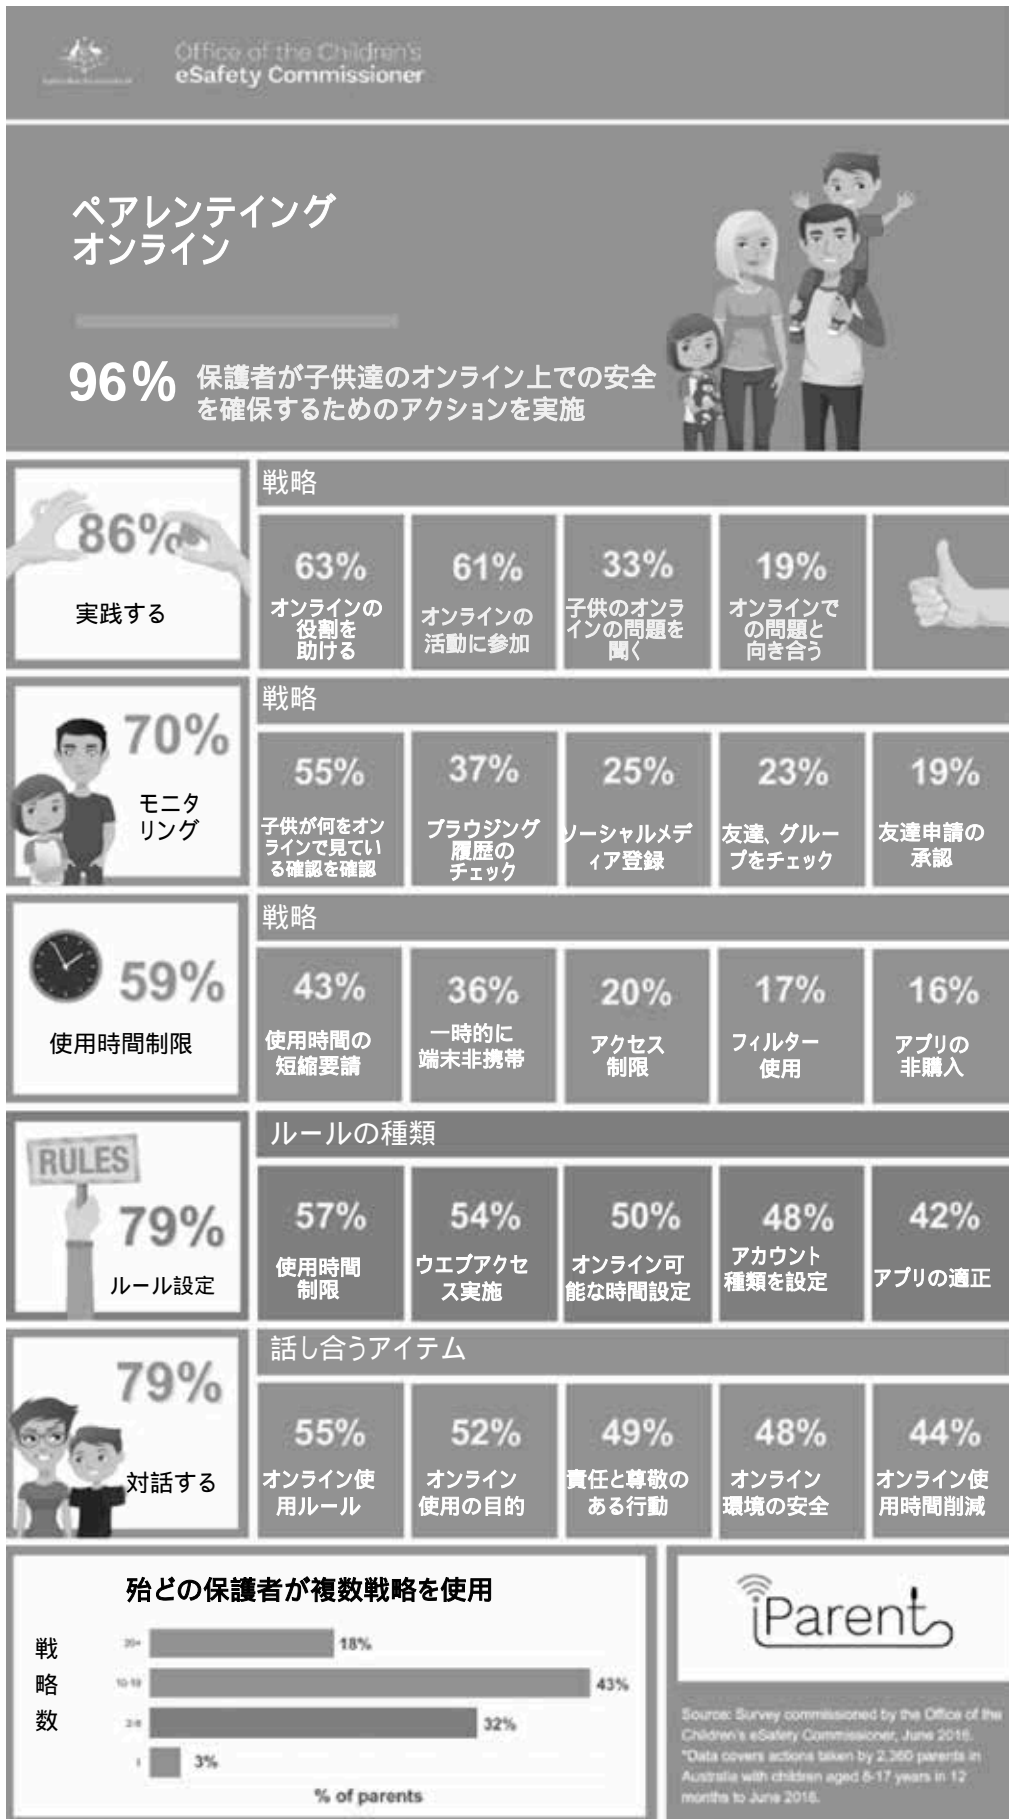 Office of the Children's
eSafety Commissioner
ペアレンテイング
オンライン
96%
保護者が子供達のオンライン上での安全
を確保するためのアクションを実施
86%
実践する
戦略
63%
オンラインの
役割を
助ける
61%
オンラインの
活動に参加
33%
子供のオンラ
インの問題を
聞く
19%
オンラインで
の問題と
向き合う
70%
モニタ
リング
戦略
55%
子供が何をオン
ラインで見てい
る確認を確認
37%
ブラウジング
履歴の
チェック
25%
ソーシャルメデ
ィア登録
23%
友達、グルー
プをチェック
19%
友達申請の
承認
59%
使用時間制限
戦略
43%
使用時間の
短縮要請
36%
一時的に
端末非携帯
20%
アクセス
制限
17%
フィルター
使用
16%
アプリの
非購入
RULES
79%
ルール設定
ルールの種類
57%
使用時間
制限
54%
ウエブアクセ
ス実施
50%
オンライン可
能な時間設定
48%
アカウント
種類を設定
42%
アプリの適正
79%
対話する
話し合うアイテム
55%
オンライン使
用ルール
52%
オンライン
使用の目的
49%
責任と尊敬の
ある行動
48%
オンライン
環境の安全
44%
オンライン使
用時間削減
殆どの保護者が複数戦略を使用
戦
略
数
20+
18%
10-19
43%
32%
3%
% of parents
iParent
Source: Survey commissioned by the Office of the
Children's eSafety Commissioner, June 2016.
*Data covers actions taken by 2,360 parents in
Australia with children aged 8-17 years in 12
months to June 2016.